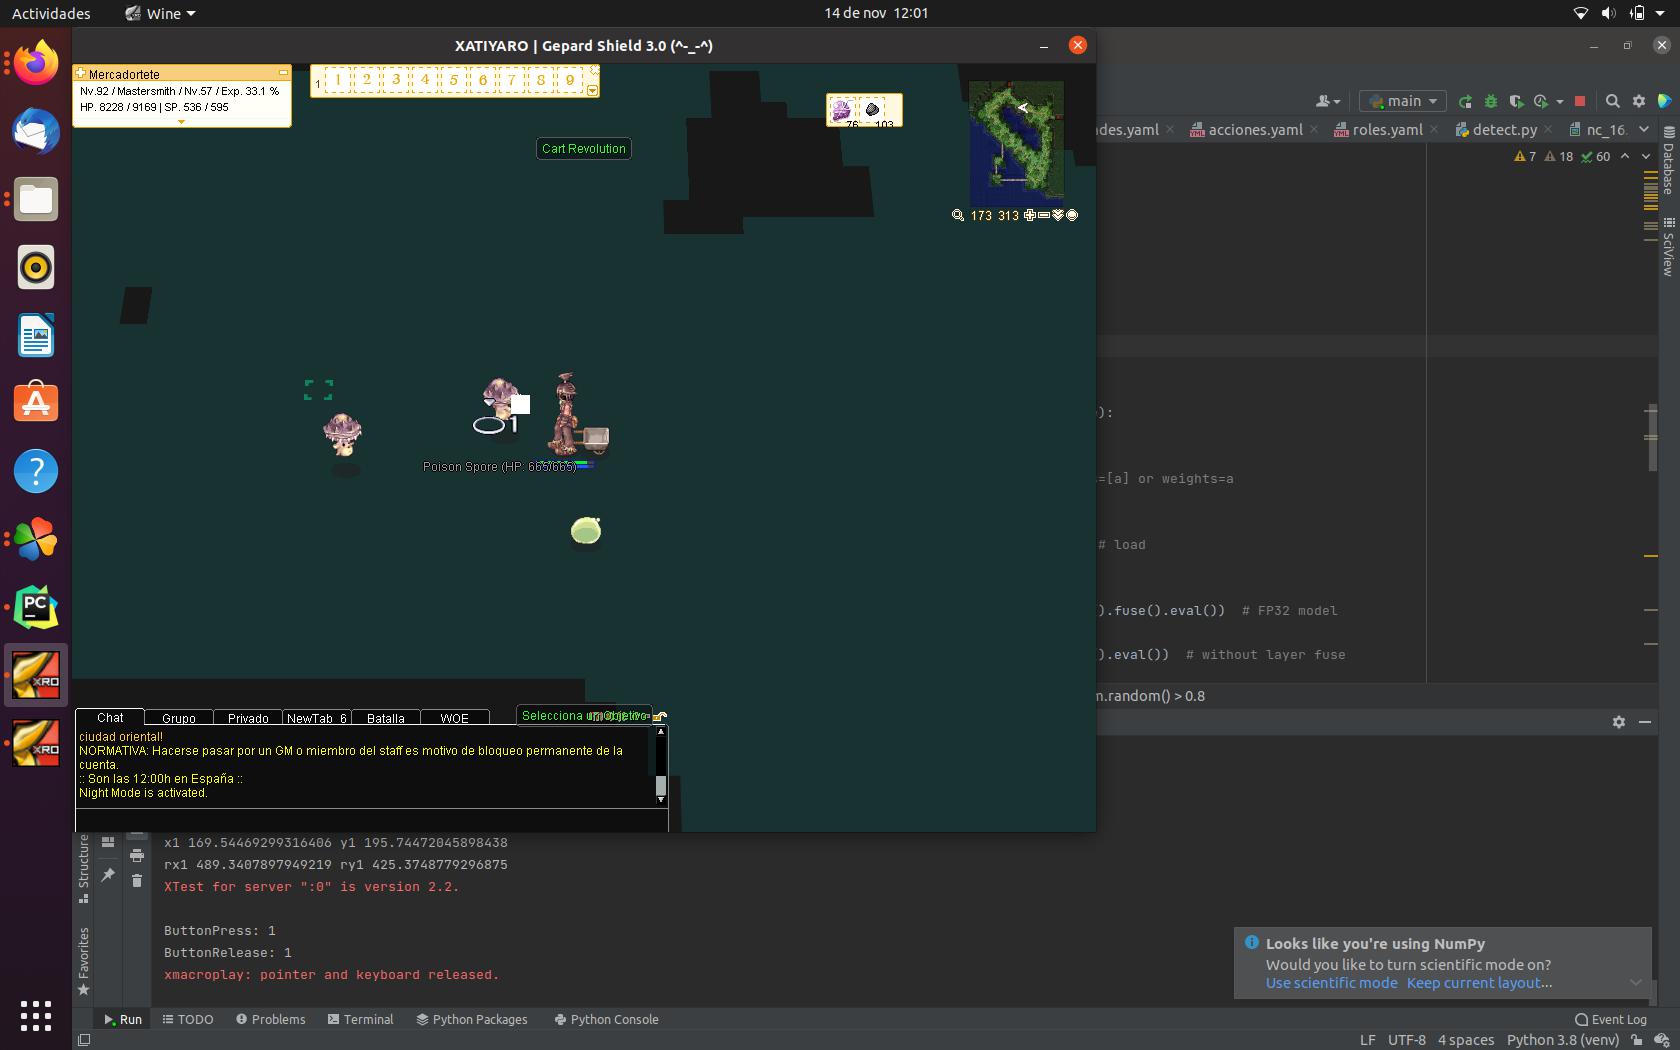 Actividades
Wine
14 de nov 12:01
XATIYARO | Gepard Shield 3.0 (^-_-^)
Mercadortete
Nv.92 / Mastersmith / Nv.57 / Exp. 33.1 %
HP. 8228 / 9169 | SP. 536 / 595
1 1 2 3 4 5 6 7 8 9
76 103
Cart Revolution
173 313
main
des.yaml
acciones.yaml
roles.yaml
detect.py
nc_16.
7 18 60
Database
SciView
1
Poison Spore (HP: 665/665)
):
=[a] or weights=a
# load
).fuse().eval()) # FP32 model
).eval()) # without layer fuse
m.random() > 0.8
Chat
Grupo
Privado
NewTab_6
Batalla
WOE
ciudad oriental!
NORMATIVA: Hacerse pasar por un GM o miembro del staff es motivo de bloqueo permanente de la
cuenta.
:: Son las 12:00h en España ::
Night Mode is activated.
XRO
XRO
PC
Structure
Favorites
x1 169.54469299316406 y1 195.74472045898438
rx1 489.3407897949219 ry1 425.3748779296875
XTest for server ":0" is version 2.2.
ButtonPress: 1
ButtonRelease: 1
xmacroplay: pointer and keyboard released.
Looks like you're using NumPy
Would you like to turn scientific mode on?
Use scientific mode Keep current layout...
Run
TODO
Problems
Terminal
Python Packages
Python Console
Event Log
LF UTF-8 4 spaces Python 3.8 (venv)